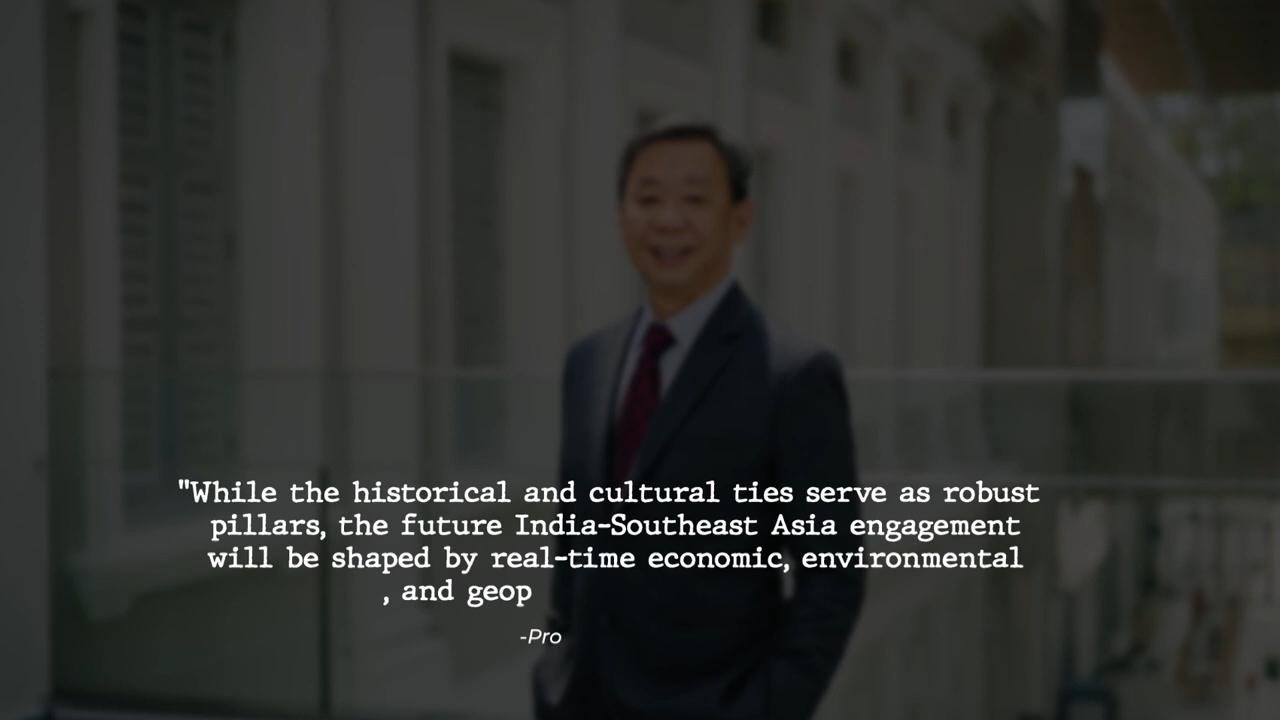 "While the historical and cultural ties serve as robust
pillars, the future India-Southeast Asia engagement
will be shaped by real-time economic, environmental
, and geop
-Pro